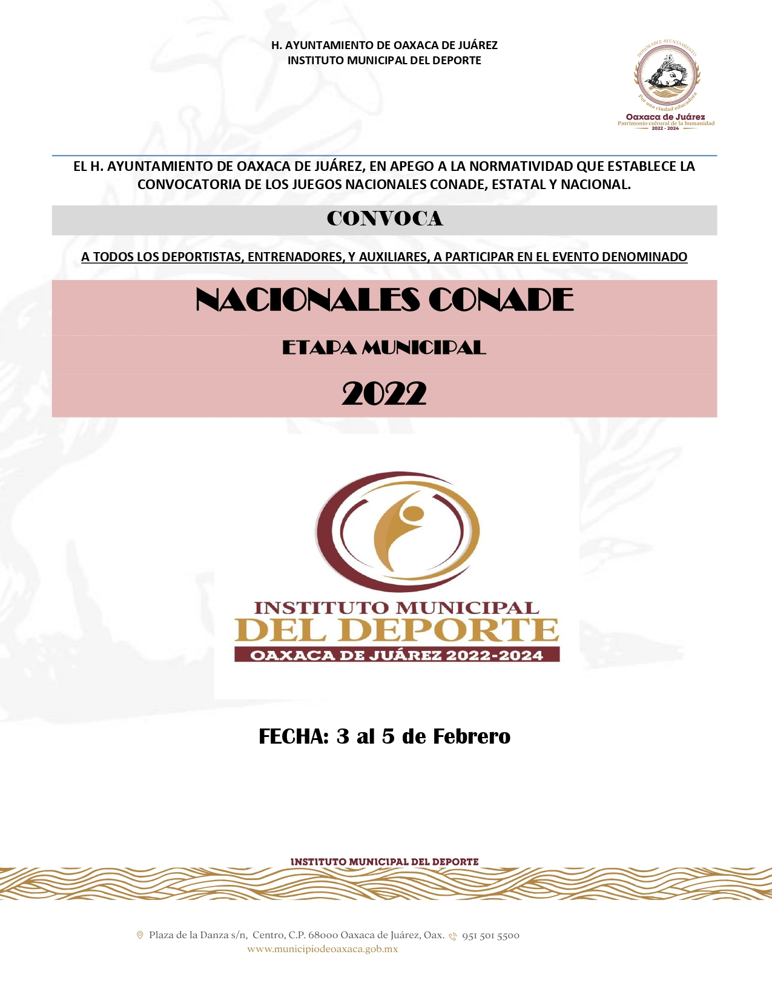 H. AYUNTAMIENTO DE OAXACA DE JUÁREZ
INSTITUTO MUNICIPAL DEL DEPORTE
HONORABLE AYUNTAMIENTO
Por una ciudad educadora
Oaxaca de Juárez
Patrimonio cultural de la humanidad
2022 - 2024
EL H. AYUNTAMIENTO DE OAXACA DE JUÁREZ, EN APEGO A LA NORMATIVIDAD QUE ESTABLECE LA
CONVOCATORIA DE LOS JUEGOS NACIONALES CONADE, ESTATAL Y NACIONAL.
CONVOCA
A TODOS LOS DEPORTISTAS, ENTRENADORES, Y AUXILIARES, A PARTICIPAR EN EL EVENTO DENOMINADO
NACIONALES CONADE
ETAPA MUNICIPAL
2022
INSTITUTO MUNICIPAL
DEL DEPORTE
OAXACA DE JUÁREZ 2022-2024
FECHA: 3 al 5 de Febrero
INSTITUTO MUNICIPAL DEL DEPORTE
Plaza de la Danza s/n, Centro, C.P. 68000 Oaxaca de Juárez, Oax. 951 501 5500
www.municipiodeoaxaca.gob.mx